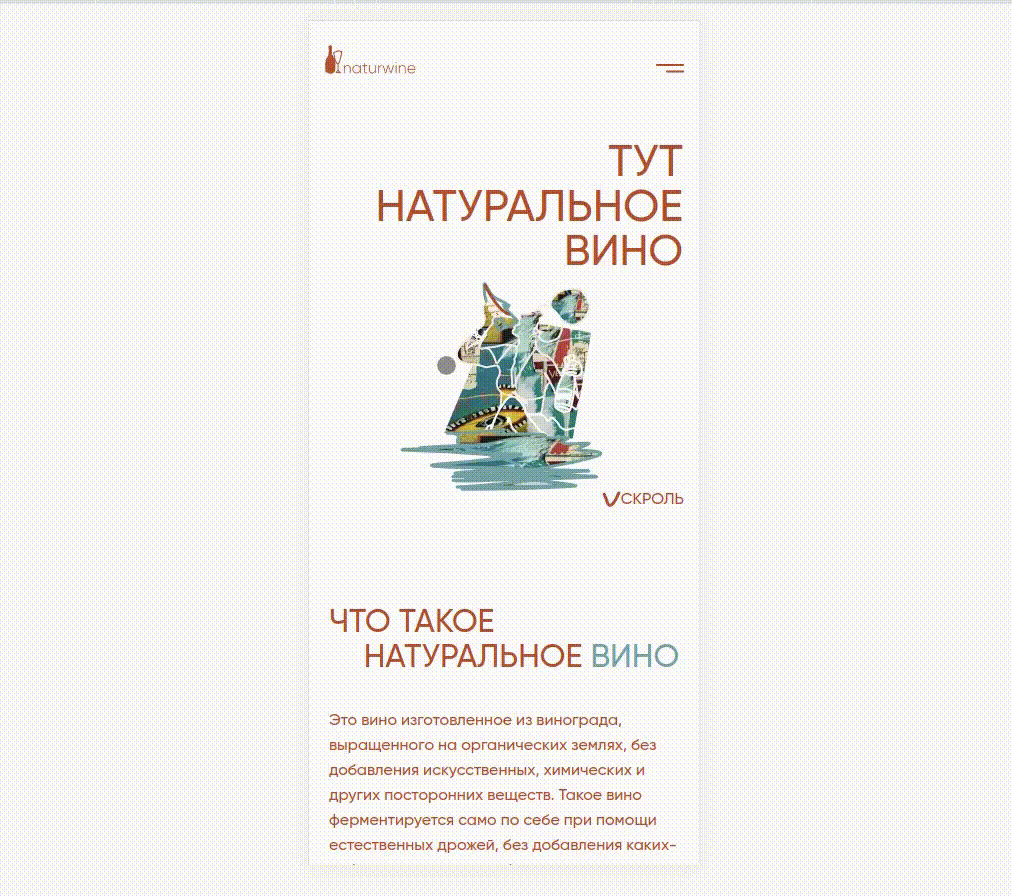 naturwine
ТУТ
НАТУРАЛЬНОЕ
ВИНО
СКРОЛЬ
ЧТО ТАКОЕ
НАТУРАЛЬНОЕ ВИНО
Это вино изготовленное из винограда,
выращенного на органических землях, без
добавления искусственных, химических и
других посторонних веществ. Такое вино
ферментируется само по себе при помощи
естественных дрожей, без добавления каких-